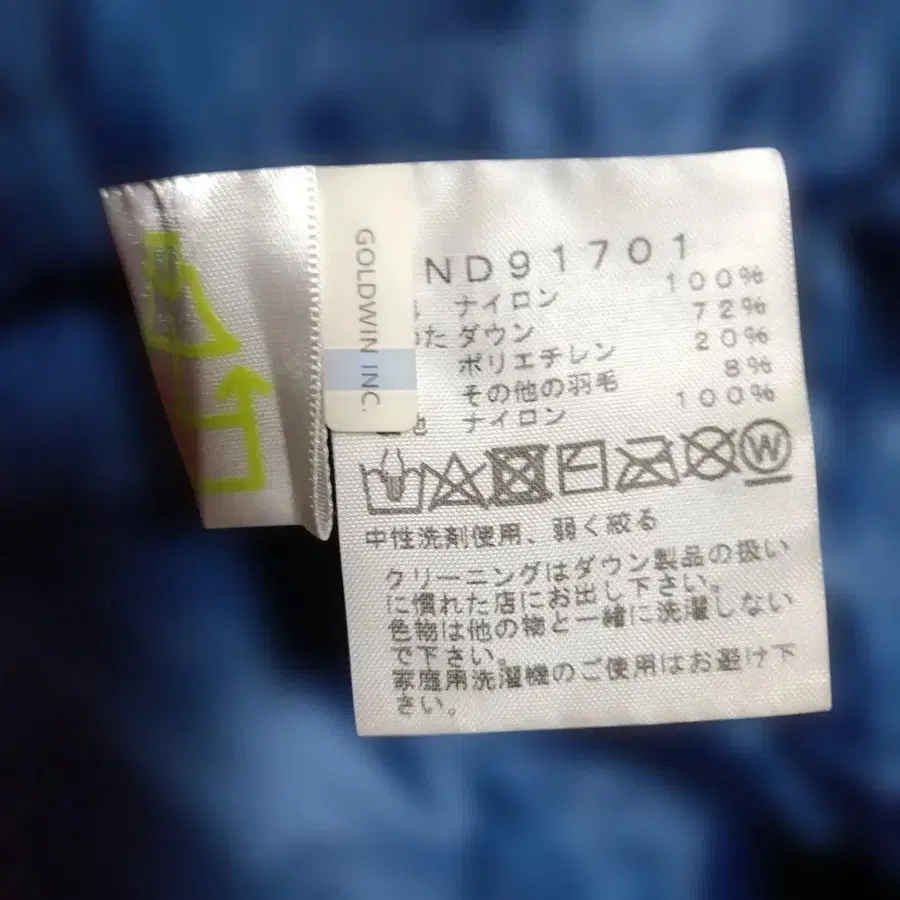 GOLDWIN INC.
ND91701
ナイロン 100%
ダウン 72%
ポリエチレン 20%
その他の羽毛 8%
ナイロン 100%
W
中性洗剤使用、弱く絞る
クリーニングはダウン製品の扱い
に慣れた店にお出し下さい。
色物は他の物と一緒に洗濯しない
で下さい。
家庭用洗濯機のご使用はお避け下
さい。